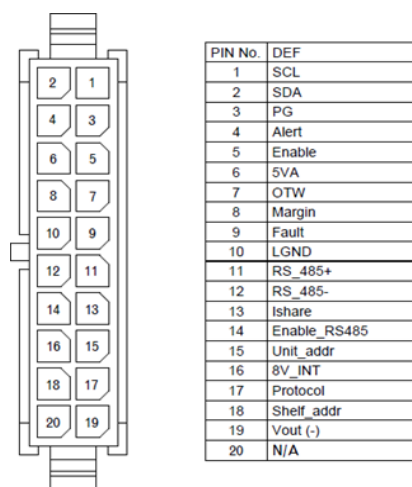 2 1
4 3
6 5
8 7
10 9
12 11
14 13
16 15
18 17
20 19
PIN No. DEF
1 SCL
2 SDA
3 PG
4 Alert
5 Enable
6 5VA
7 OTW
8 Margin
9 Fault
10 LGND
11 RS_485+
12 RS_485-
13 Ishare
14 Enable_RS485
15 Unit_addr
16 8V_INT
17 Protocol
18 Shelf_addr
19 Vout (-)
20 N/A